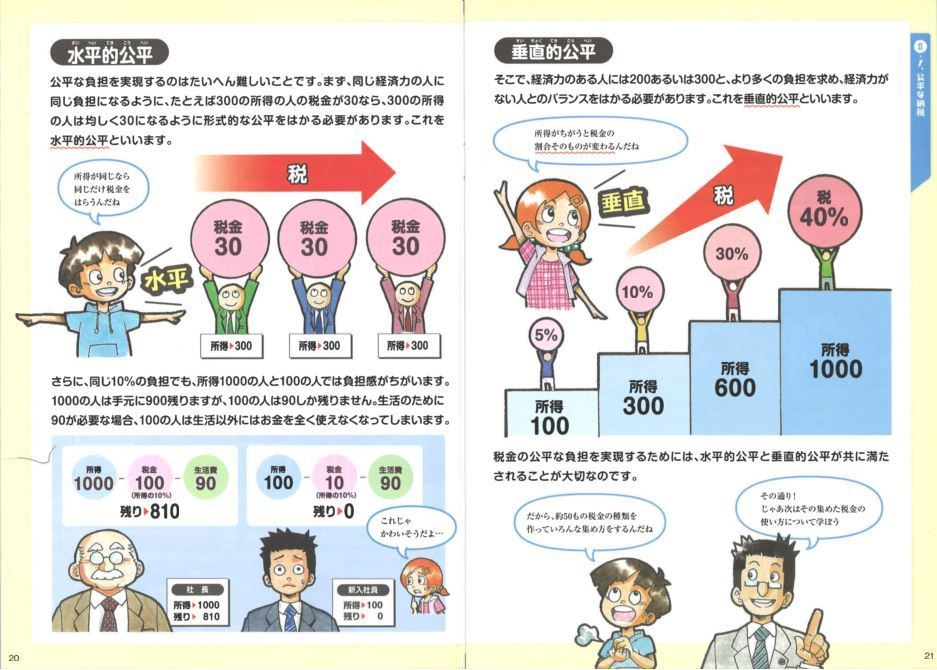 水平的公平
公平な負担を実現するのはたいへん難しいことです。まず、同じ経済力の人に
同じ負担になるように、たとえば300の所得の人の税金が30なら、300の所得
の人は均しく30になるように形式的な公平をはかる必要があります。これを
水平的公平といいます。
所得が同じなら
同じだけ税金を
はらうんだね
税
水平
税金
30
税金
30
税金
30
所得▶300
所得▶300
所得▶300
さらに、同じ10%の負担でも、所得1000の人と100の人では負担感がちがいます。
1000の人は手元に900残りますが、100の人は90しか残りません。生活のために
90が必要な場合、100の人は生活以外にはお金を全く使えなくなってしまいます。
所得
1000
-
税金
100
(所得の10%)
-
生活費
90
残り▶810
所得
100
-
税金
10
(所得の10%)
-
生活費
90
残り▶0
これじゃ
かわいそうだよ…
社長
所得▶1000
残り▶ 810
新入社員
所得▶100
残り▶ 0
20
垂直的公平
そこで、経済力のある人には200あるいは300と、より多くの負担を求め、経済力が
ない人とのバランスをはかる必要があります。これを垂直的公平といいます。
所得がちがうと税金の
割合そのものが変わるんだね
垂直
税
5%
10%
30%
税
40%
所得
100
所得
300
所得
600
所得
1000
税金の公平な負担を実現するためには、水平的公平と垂直的公平が共に満た
されることが大切なのです。
だから、約50もの税金の種類を
作っていろんな集め方をするんだね
その通り!
じゃあ次はその集めた税金の
使い方について学ぼう
II
-1.公平な納税
21